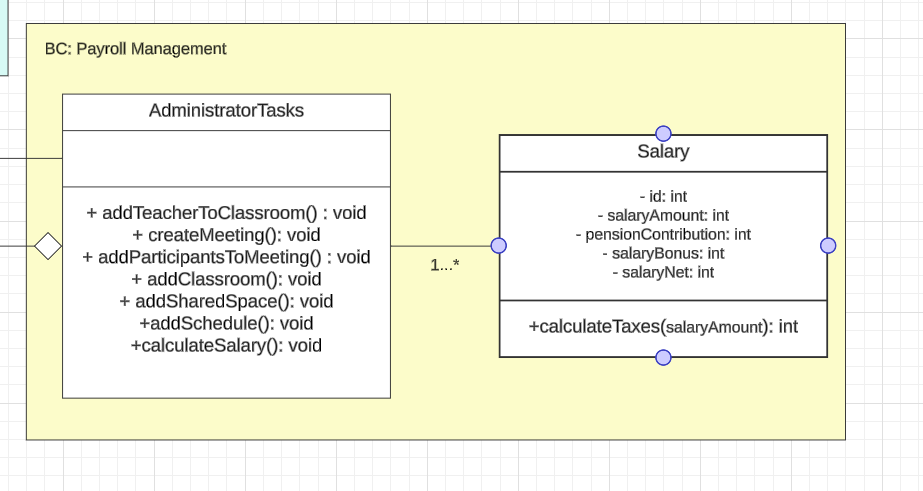 BC: Payroll Management
AdministratorTasks
+ addTeacherToClassroom() : void
+ createMeeting(): void
+ addParticipantsToMeeting() : void
+ addClassroom(): void
+ addSharedSpace(): void
+addSchedule(): void
+calculateSalary(): void
1...*
Salary
- id: int
- salaryAmount: int
- pensionContribution: int
- salaryBonus: int
- salaryNet: int
+calculateTaxes(salaryAmount): int